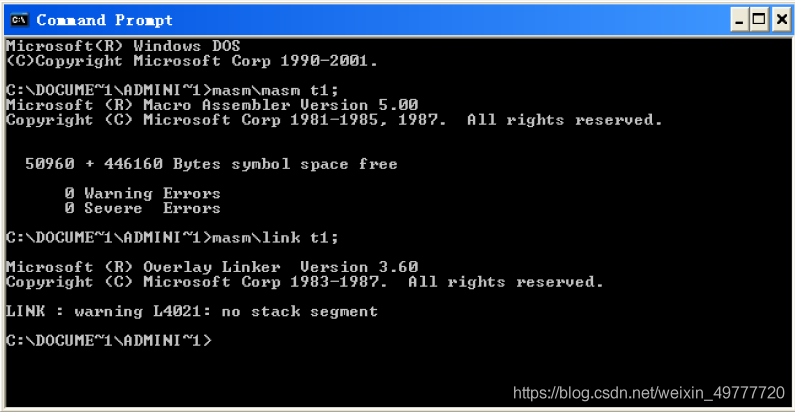 Command Prompt
Microsoft(R) Windows DOS
(C)Copyright Microsoft Corp 1990-2001.
C:\DOCUME~1\ADMINI~1>masm\masm t1;
Microsoft (R) Macro Assembler Version 5.00
Copyright (C) Microsoft Corp 1981-1985, 1987.  All rights reserved.
50960 + 446160 Bytes symbol space free
0 Warning Errors
0 Severe  Errors
C:\DOCUME~1\ADMINI~1>masm\link t1;
Microsoft (R) Overlay Linker  Version 3.60
Copyright (C) Microsoft Corp 1983-1987.  All rights reserved.
LINK : warning L4021: no stack segment
C:\DOCUME~1\ADMINI~1>
https://blog.csdn.net/weixin_49777720